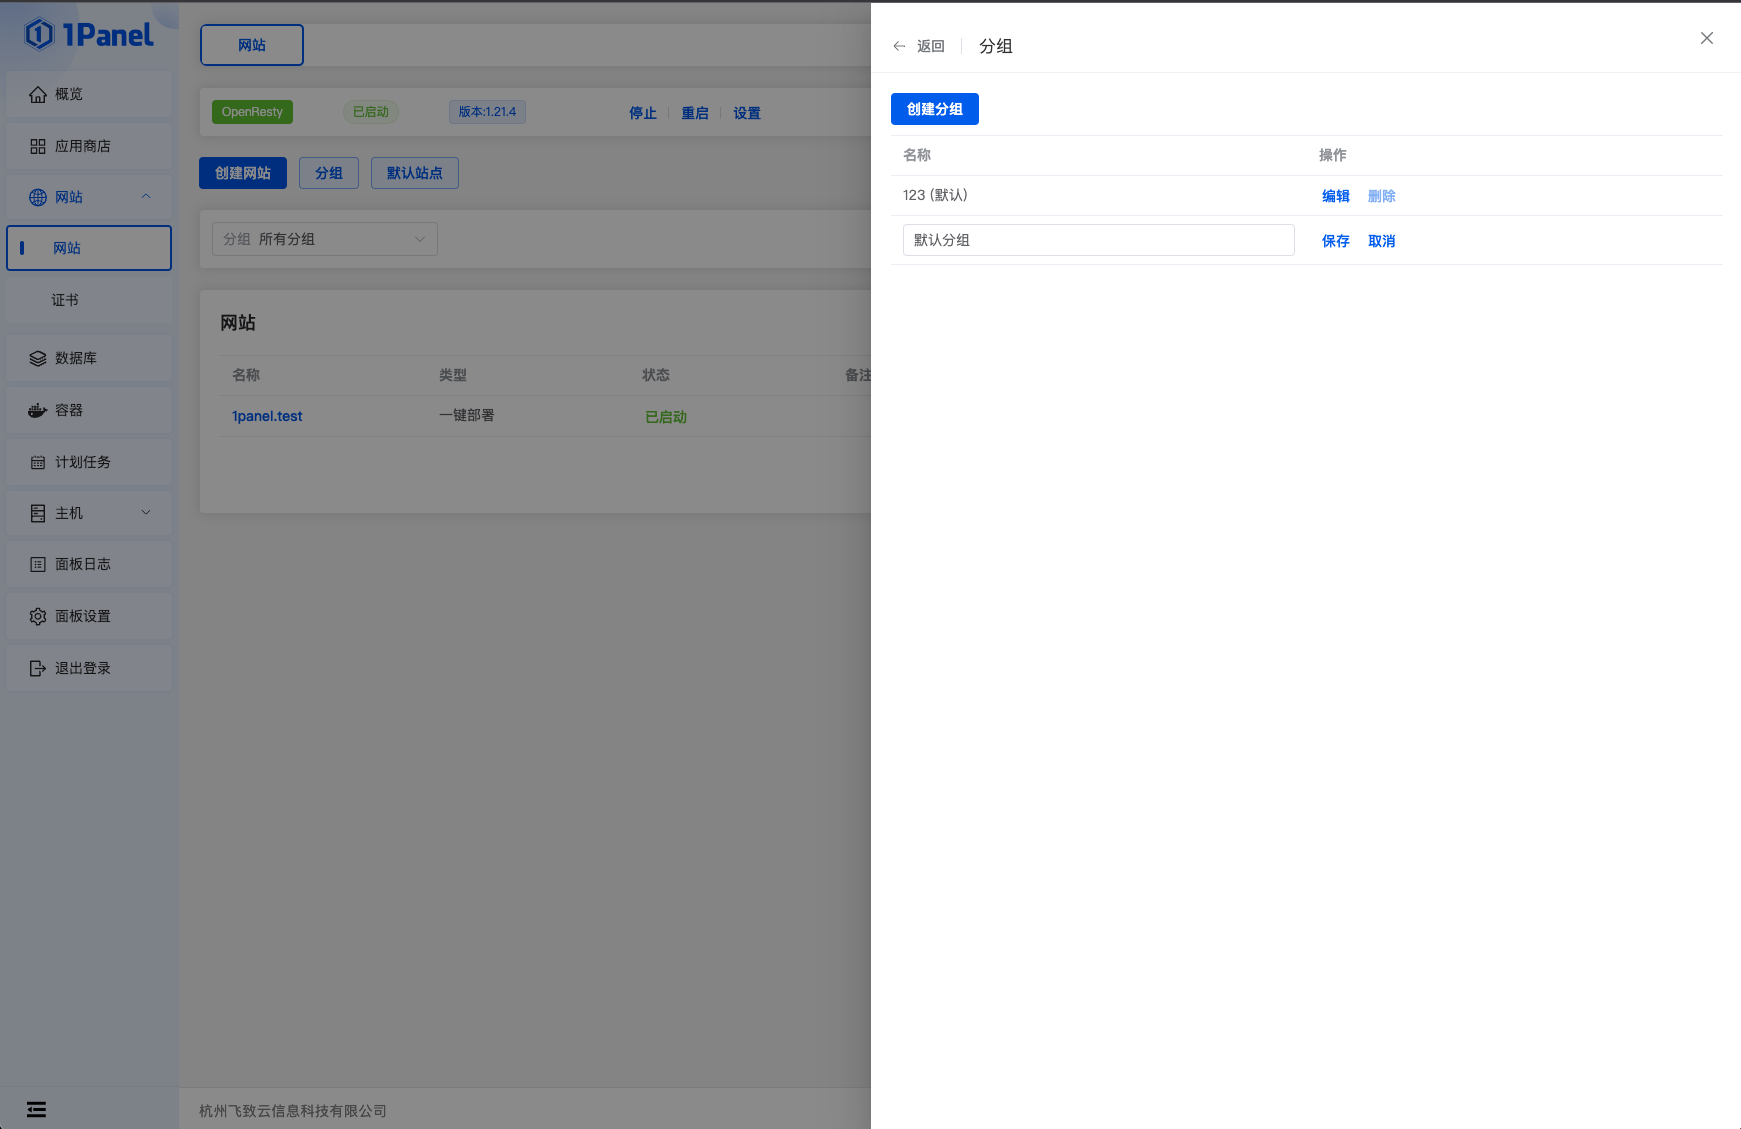 1Panel
概览
应用商店
网站
网站
证书
数据库
容器
计划任务
主机
面板日志
面板设置
退出登录
网站
OpenResty 已启动 版本:1.21.4 停止 重启 设置
创建网站 分组 默认站点
分组 所有分组
网站
名称 类型 状态 备注
1panel.test 一键部署 已启动
杭州飞致云信息科技有限公司
返回 分组
创建分组
名称 操作
123 (默认) 编辑 删除
默认分组 保存 取消